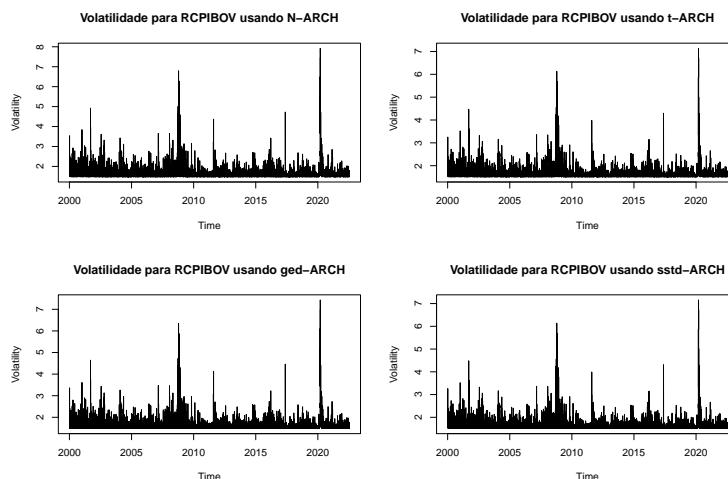 Volatilidade para RCPIBOV usando N−ARCH
Volatility
8
7
6
5
4
3
2
2000 2005 2010 2015 2020
Time
Volatilidade para RCPIBOV usando t−ARCH
Volatility
7
6
5
4
3
2
2000 2005 2010 2015 2020
Time
Volatilidade para RCPIBOV usando ged−ARCH
Volatility
7
6
5
4
3
2
2000 2005 2010 2015 2020
Time
Volatilidade para RCPIBOV usando sstd−ARCH
Volatility
7
6
5
4
3
2
2000 2005 2010 2015 2020
Time